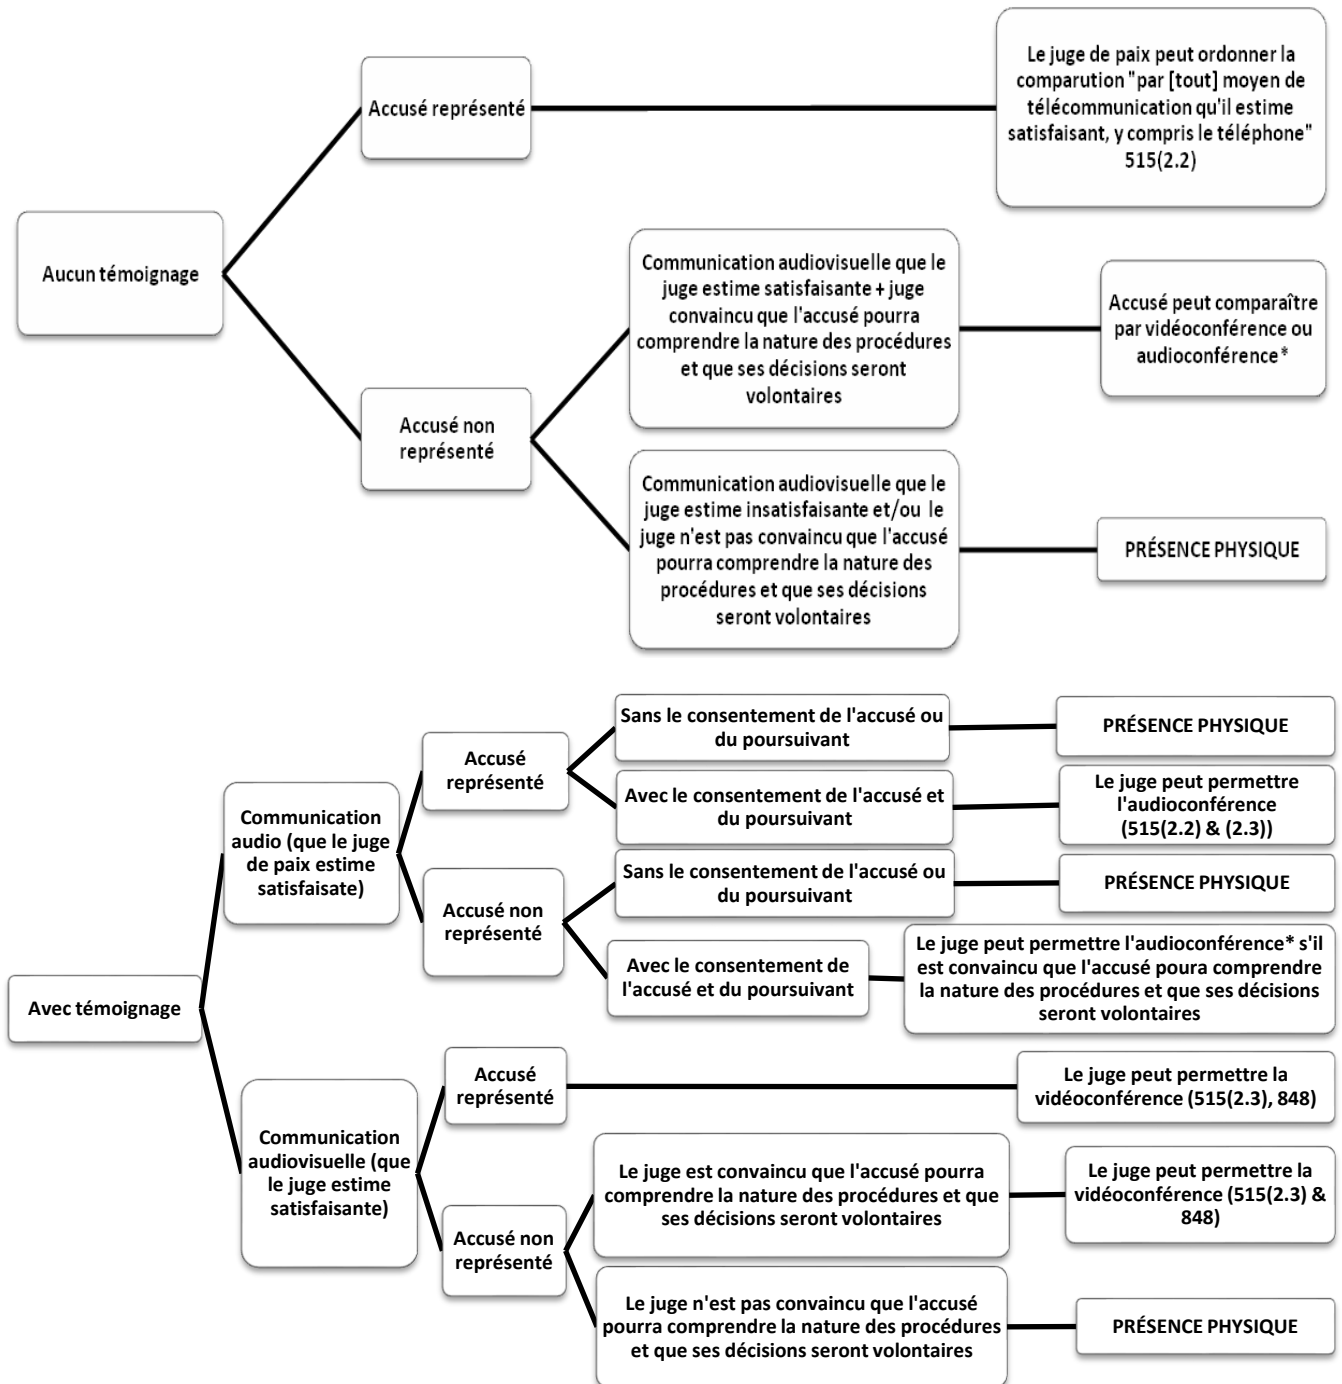 Accusé représenté
Le juge de paix peut ordonner la
comparution "par [tout] moyen de
télécommunication qu'il estime
satisfaisant, y compris le téléphone"
515(2.2)
Aucun témoignage
Communication audiovisuelle que le
juge estime satisfaisante + juge
convaincu que l'accusé pourra
comprendre la nature des procédures
et que ses décisions seront
volontaires
Accusé peut comparaître
par vidéoconférence ou
audioconférence*
Accusé non
représenté
Communication audiovisuelle que le
juge estime insatisfaisante et/ou le
juge n'est pas convaincu que l'accusé
pourra comprendre la nature des
procédures et que ses décisions
seront volontaires
PRÉSENCE PHYSIQUE
Avec témoignage
Communication
audio (que le juge
de paix estime
satisfaisate)
Accusé
représenté
Sans le consentement de l'accusé ou
du poursuivant
PRÉSENCE PHYSIQUE
Avec le consentement de l'accusé et
du poursuivant
Le juge peut permettre
l'audioconférence
(515(2.2) & (2.3))
Accusé non
représenté
Sans le consentement de l'accusé ou
du poursuivant
PRÉSENCE PHYSIQUE
Avec le consentement de
l'accusé et du poursuivant
Le juge peut permettre l'audioconférence* s'il
est convaincu que l'accusé poura comprendre
la nature des procédures et que ses décisions
seront volontaires
Communication
audiovisuelle (que
le juge estime
satisfaisante)
Accusé
représenté
Le juge peut permettre la
vidéoconférence (515(2.3), 848)
Accusé non
représenté
Le juge est convaincu que l'accusé pourra
comprendre la nature des procédures et que
ses décisions seront volontaires
Le juge peut permettre la
vidéoconférence (515(2.3) &
848)
Le juge n'est pas convaincu que l'accusé
pourra comprendre la nature des procédures
et que ses décisions seront volontaires
PRÉSENCE PHYSIQUE